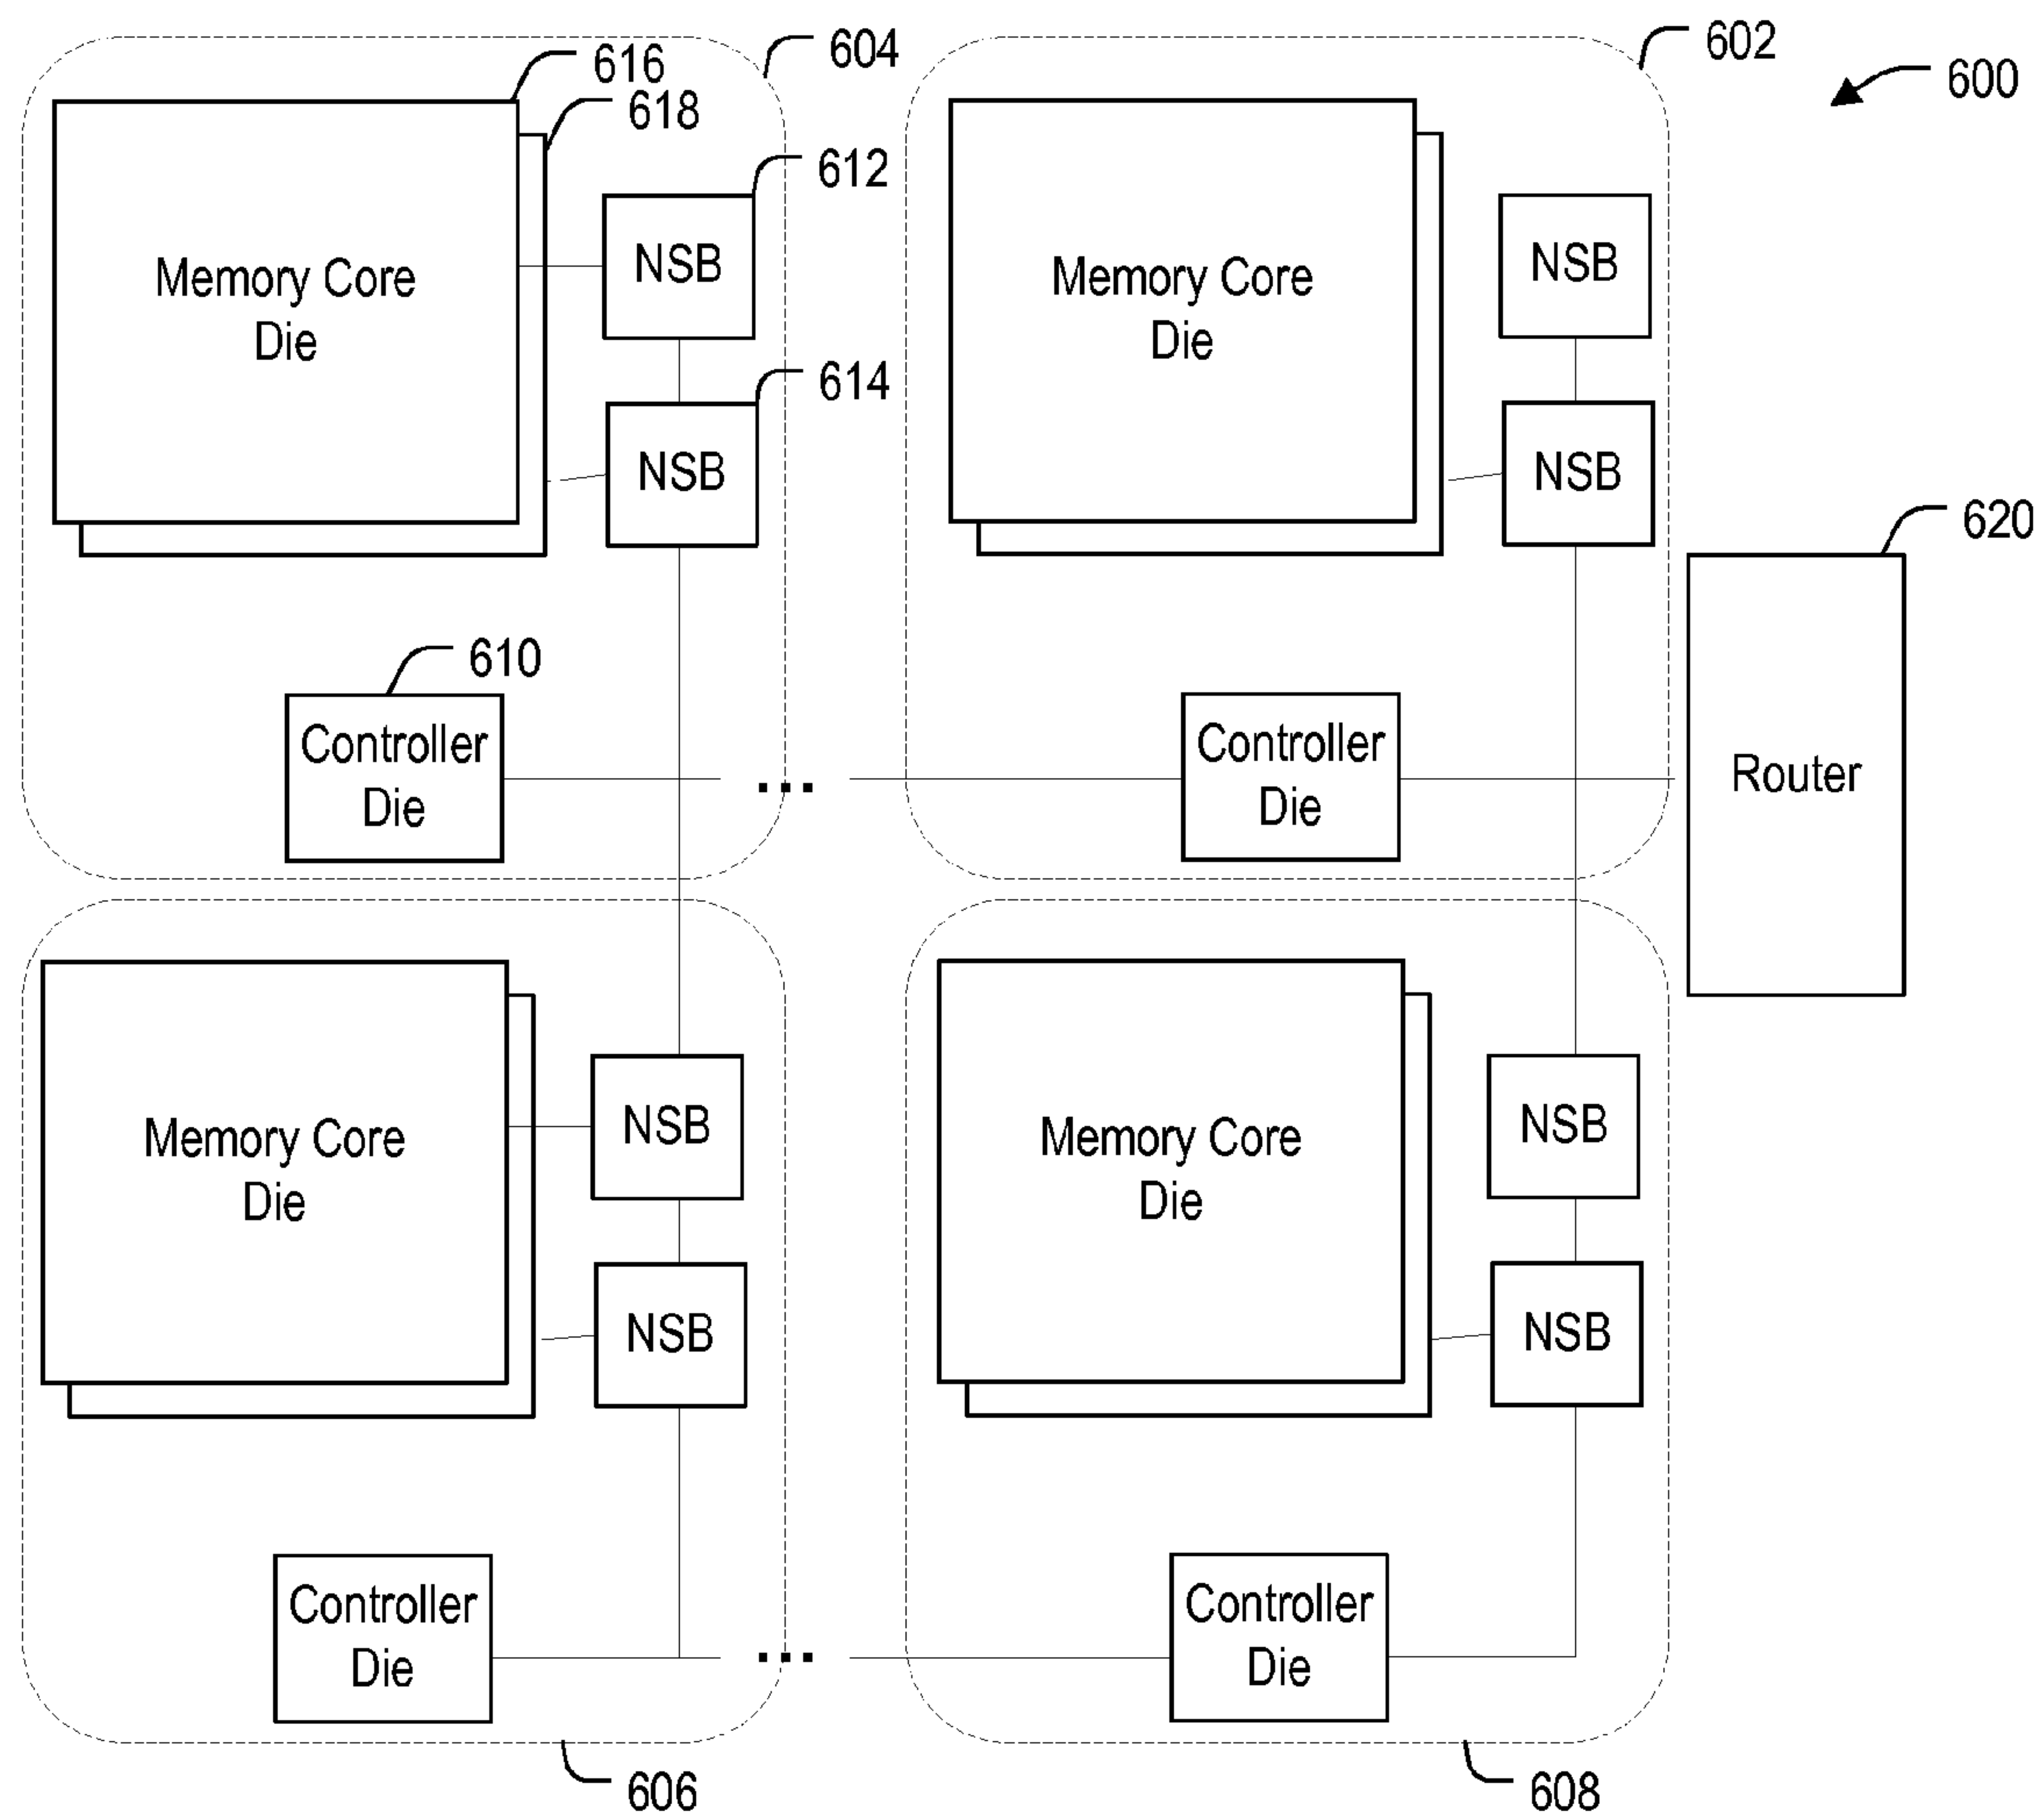 604
602
600
616
618
612
NSB
NSB
Memory Core
Die
Memory Core
Die
614
NSB
NSB
620
610
Controller
Die
...
Controller
Die
Router
NSB
NSB
Memory Core
Die
Memory Core
Die
NSB
NSB
Controller
Die
...
Controller
Die
606
608